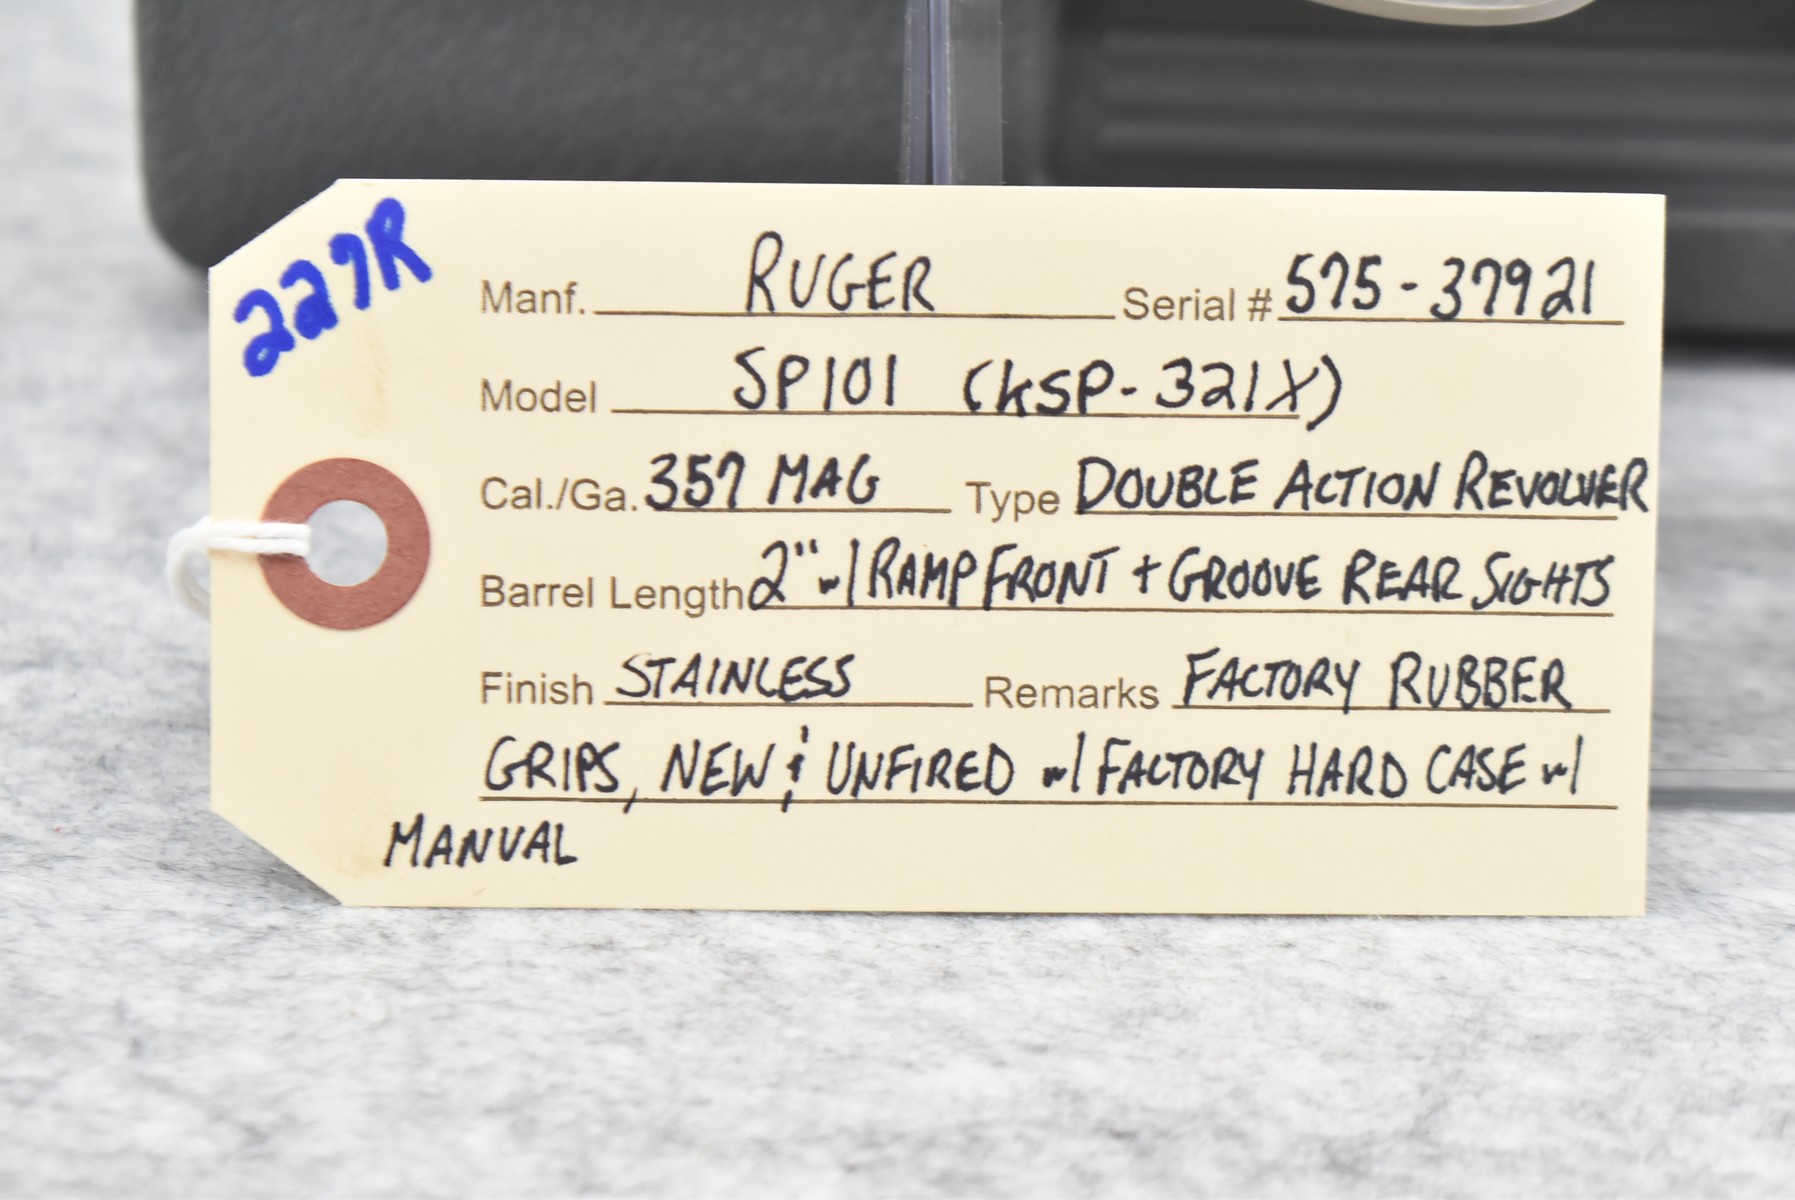 227R
Manf. RUGER Serial # 575-37921
Model SP101 (KSP-321X)
Cal./Ga. 357 MAG Type DOUBLE ACTION REVOLVER
Barrel Length 2" w/ RAMP FRONT + GROOVE REAR SIGHTS
Finish STAINLESS Remarks FACTORY RUBBER
GRIPS, NEW & UNFIRED w/ FACTORY HARD CASE w/
MANUAL